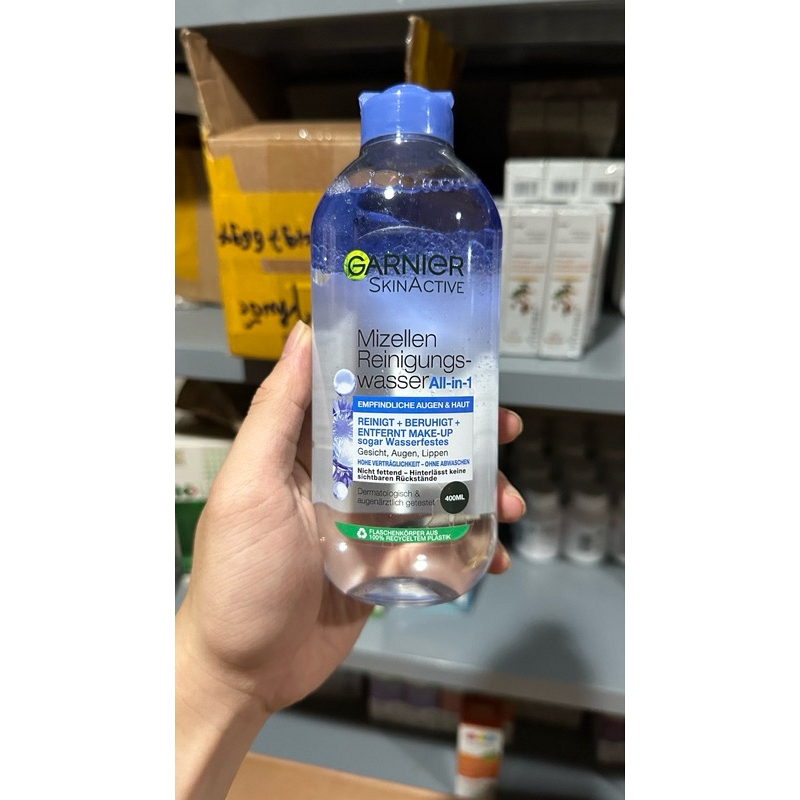 GARNIER
SKINACTIVE
Mizellen
Reinigungs-
wasser All-in-1
EMPFINDLICHE AUGEN & HAUT
REINIGT + BERUHIGT +
ENTFERNT MAKE-UP
sogar Wasserfestes
Gesicht, Augen, Lippen
HOHE VERTRÄGLICHKEIT – OHNE ABWASCHEN
Nicht fettend – Hinterlässt keine
sichtbaren Rückstände
Dermatologisch &
augenärztlich getestet
400ML
FLASCHENKÖRPER AUS
100% RECYCELTEM PLASTIK